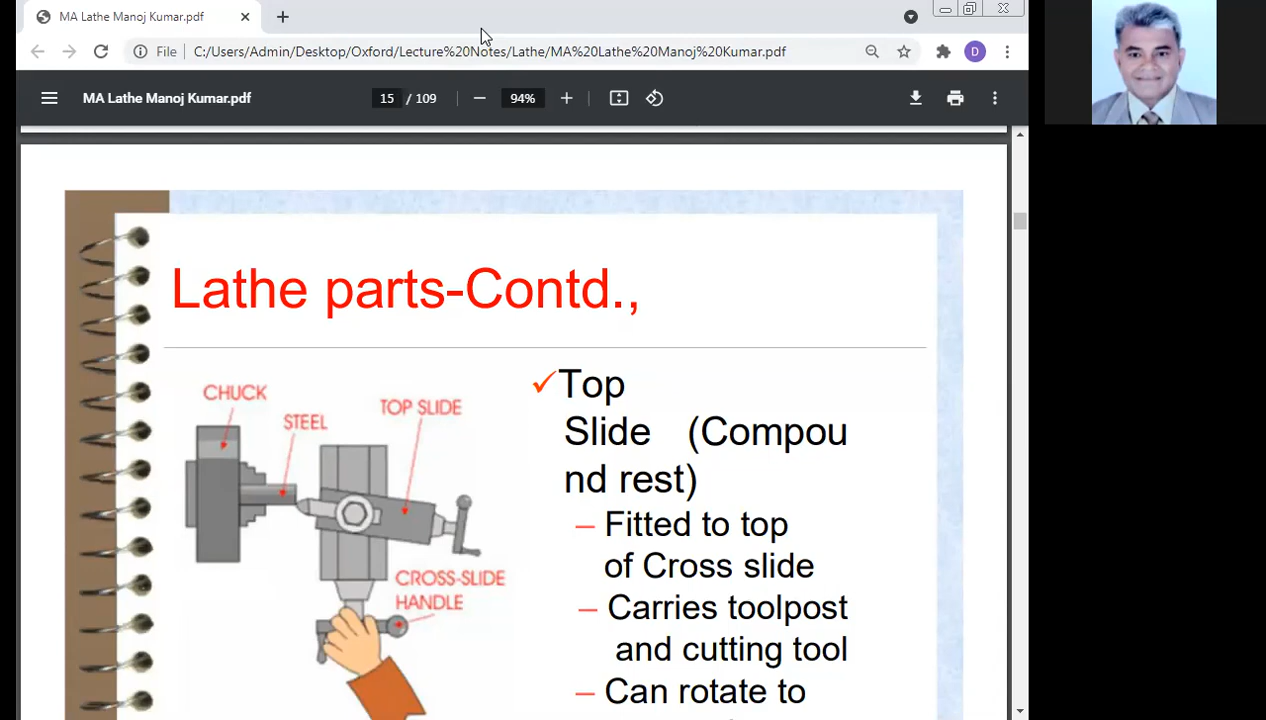 MA Lathe Manoj Kumar.pdf
File C:/Users/Admin/Desktop/Oxford/Lecture%20Notes/Lathe/MA%20Lathe%20Manoj%20Kumar.pdf
D
MA Lathe Manoj Kumar.pdf 15 / 109 94%
Lathe parts-Contd.,
CHUCK
STEEL
TOP SLIDE
CROSS-SLIDE
HANDLE
✓Top
Slide (Compou
nd rest)
– Fitted to top
of Cross slide
– Carries toolpost
and cutting tool
– Can rotate to